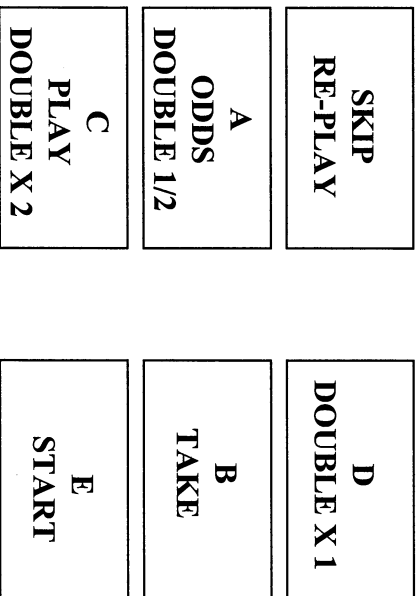 SKIP
RE-PLAY
D
DOUBLE X 1
A
ODDS
DOUBLE 1/2
B
TAKE
C
PLAY
DOUBLE X 2
E
START